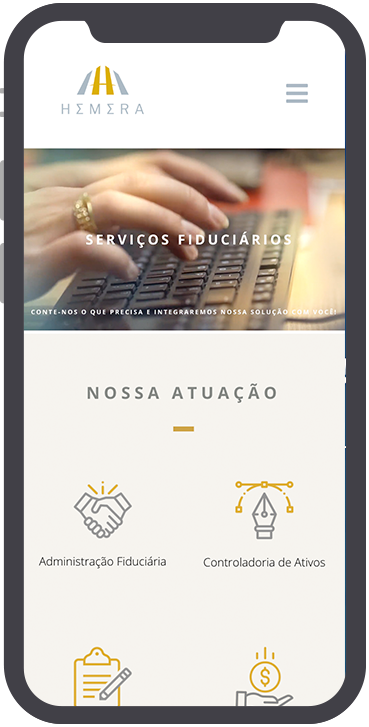 HΣMΣRA
SERVIÇOS FIDUCIÁRIOS
CONTE-NOS O QUE PRECISA E INTEGRAREMOS NOSSA SOLUÇÃO COM VOCÊ!
NOSSA ATUAÇÃO
Administração Fiduciária
Controladoria de Ativos
$